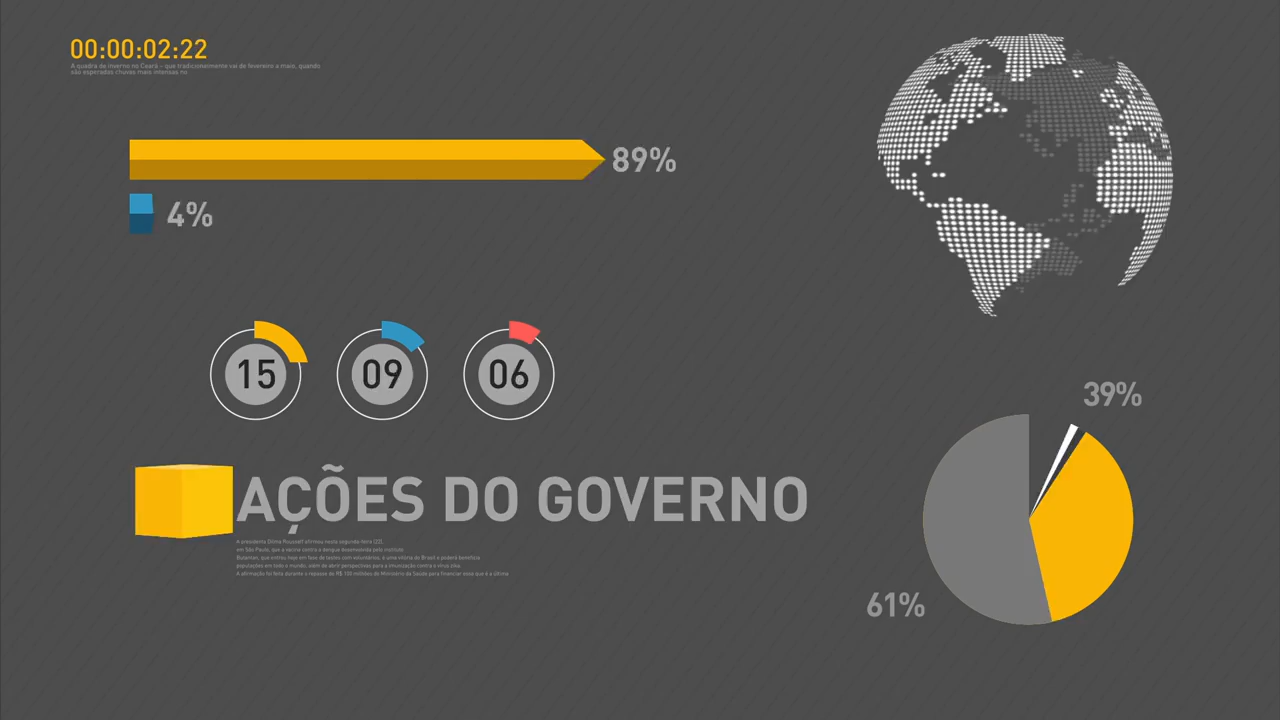 00:00:02:22
A quadra de inverno no Ceará – que tradicionalmente vai de fevereiro a maio, quando
são esperadas chuvas mais intensas no
89%
4%
15 09 06
39%
AÇÕES DO GOVERNO
A presidenta Dilma Rousseff afirmou nesta segunda-feira (22),
em São Paulo, que a vacina contra a dengue desenvolvida pelo Instituto
Butantan, que entrou hoje em fase de testes com voluntários, é uma vitória do Brasil e poderá beneficiar
populações em todo o mundo, além de abrir perspectivas para a imunização contra o vírus zika.
A afirmação foi feita durante o repasse de R$ 100 milhões do Ministério da Saúde para financiar nova que é a última
61%